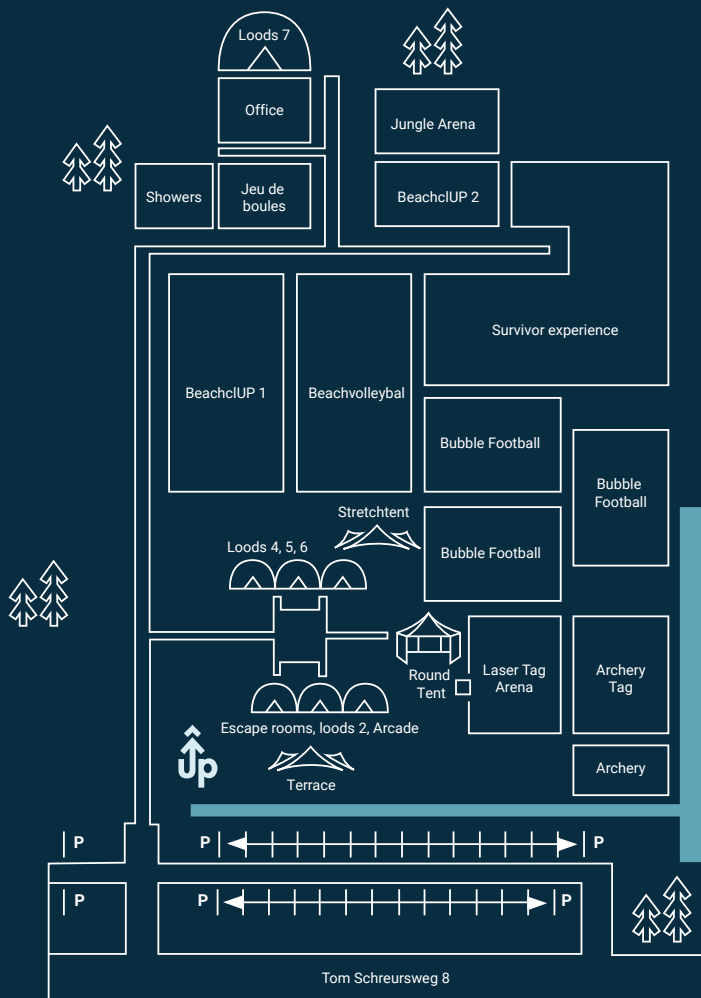 Loods 7
Office
Jungle Arena
Showers
Jeu de
boules
BeachclUP 2
Survivor experience
BeachclUP 1
Beachvolleybal
Bubble Football
Bubble
Football
Stretchtent
Loods 4, 5, 6
Bubble Football
Round
Tent
Laser Tag
Arena
Archery
Tag
Escape rooms, loods 2, Arcade
up
Terrace
Archery
P
P
P
P
P
P
Tom Schreursweg 8